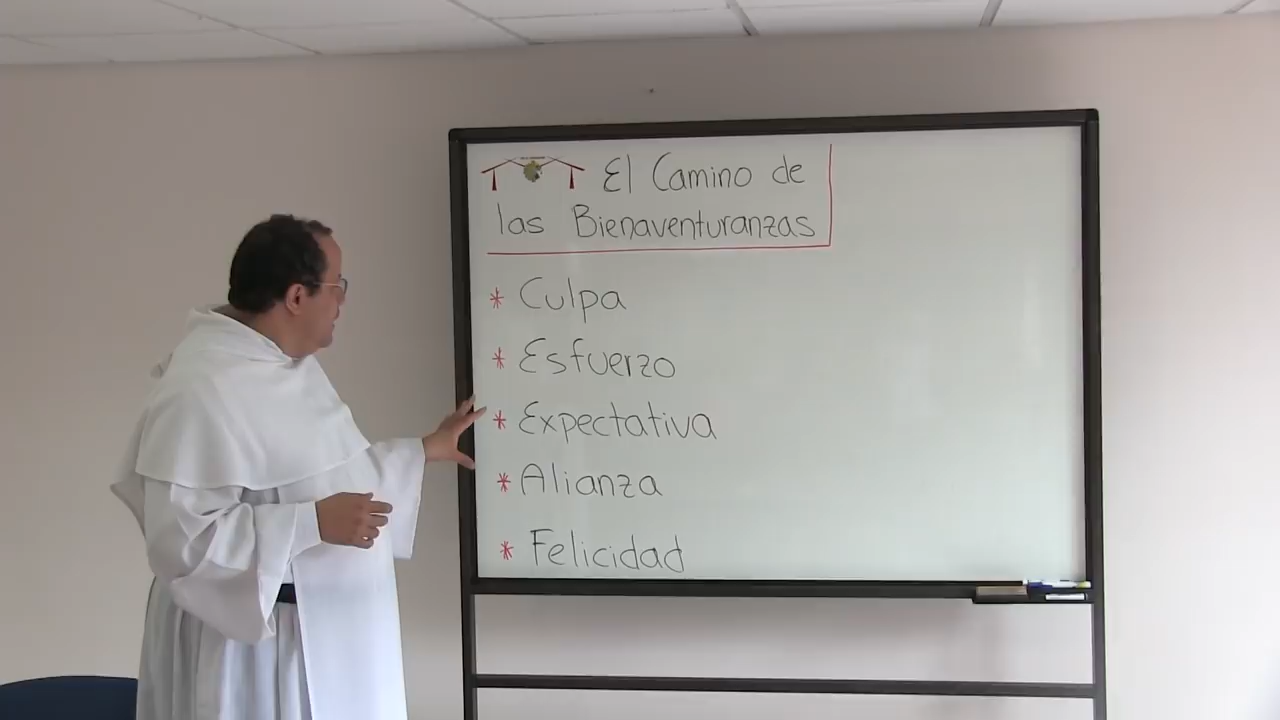 El Camino de
las Bienaventuranzas
* Culpa
* Esfuerzo
* Expectativa
* Alianza
* Felicidad